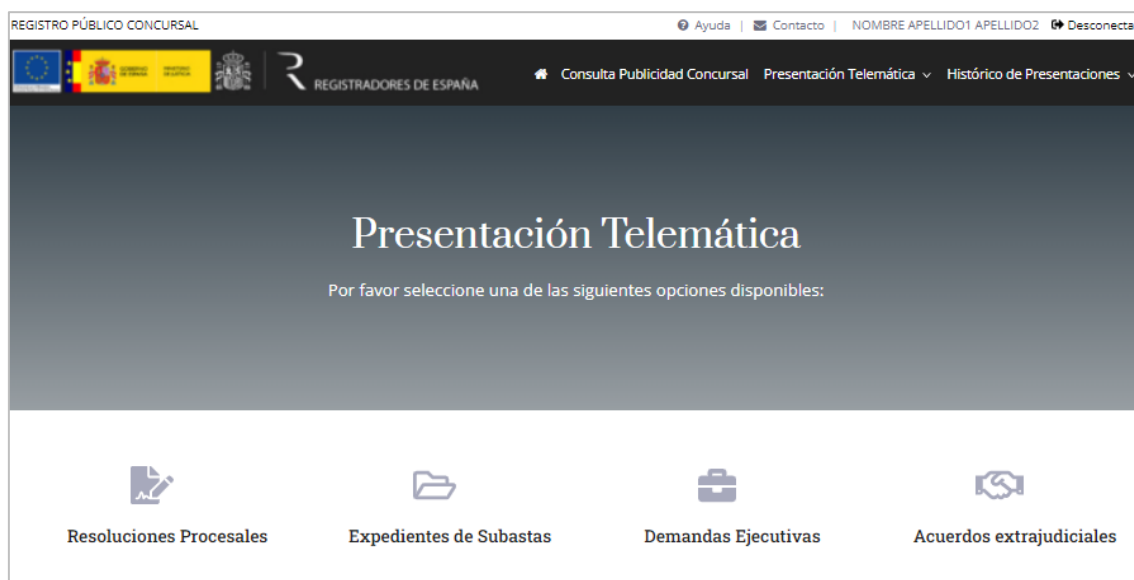 REGISTRO PÚBLICO CONCURSAL
Ayuda | Contacto | NOMBRE APELLIDO1 APELLIDO2 Desconecta
REGISTRADORES DE ESPAÑA
Consulta Publicidad Concursal Presentación Telemática Histórico de Presentaciones
Presentación Telemática
Por favor seleccione una de las siguientes opciones disponibles:
Resoluciones Procesales Expedientes de Subastas Demandas Ejecutivas Acuerdos extrajudiciales